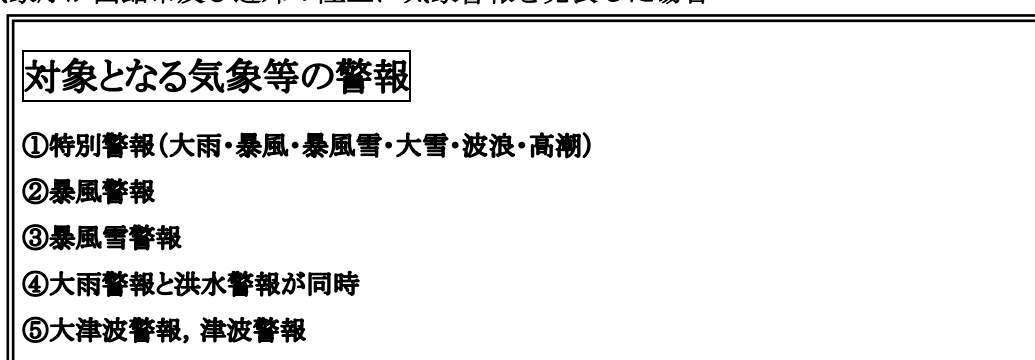 対象となる気象等の警報
①特別警報(大雨・暴風・暴風雪・大雪・波浪・高潮)
②暴風警報
③暴風雪警報
④大雨警報と洪水警報が同時
⑤大津波警報，津波警報